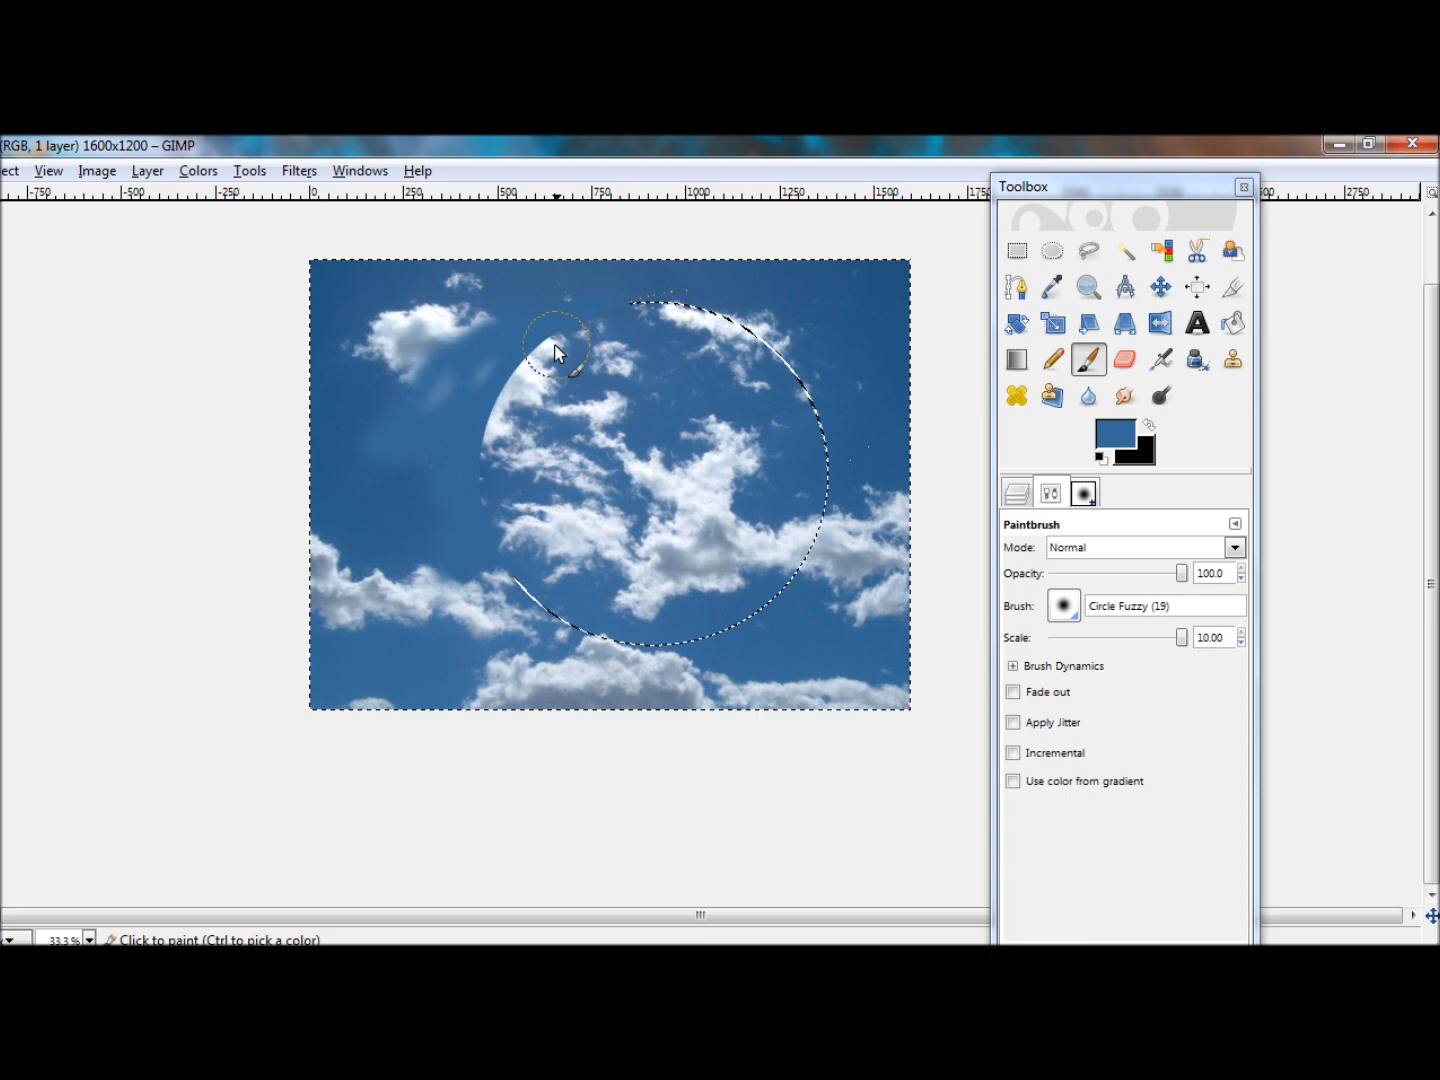 (RGB, 1 layer) 1600x1200 – GIMP
ect View Image Layer Colors Tools Filters Windows Help
-750 -500 -250 0 250 500 750 1000 1250 1500 1750 2750
Toolbox
Paintbrush
Mode: Normal
Opacity: 100.0
Brush: Circle Fuzzy (19)
Scale: 10.00
Brush Dynamics
Fade out
Apply Jitter
Incremental
Use color from gradient
33.3 % Click to paint (Ctrl to pick a color)